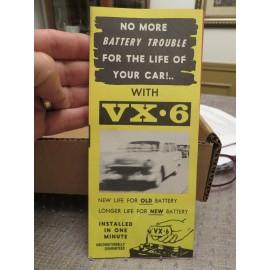 NO MORE
BATTERY TROUBLE
FOR THE LIFE OF
YOUR CAR!..
WITH
VX•6
NEW LIFE FOR OLD BATTERY
LONGER LIFE FOR NEW BATTERY
INSTALLED
IN ONE
MINUTE
UNCONDITIONALLY
GUARANTEED
VX-6